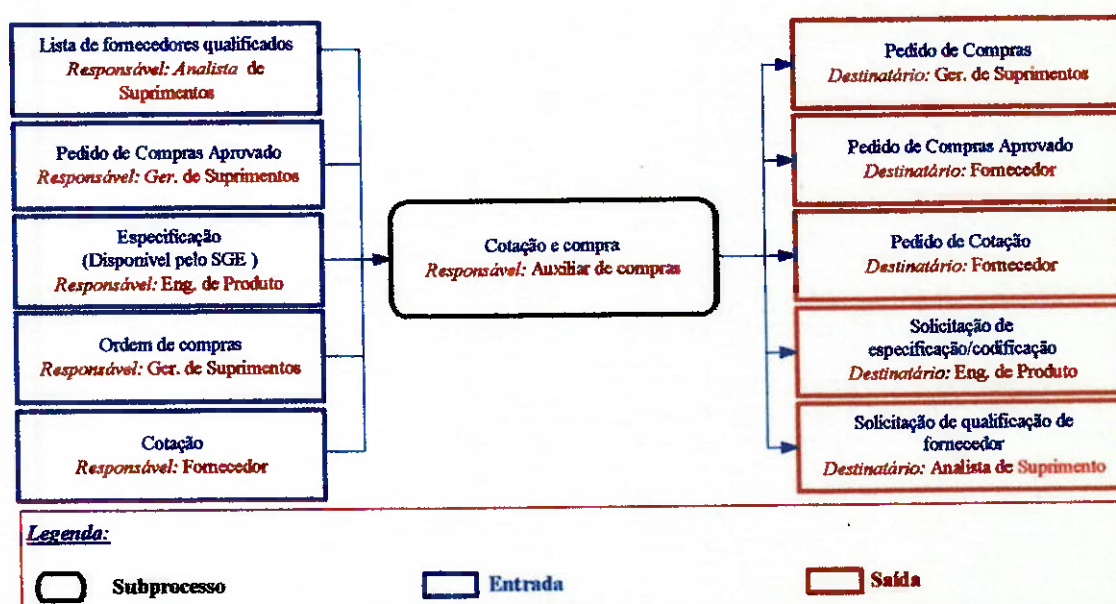 Lista de fornecedores qualificados
Responsável: Analista de
Suprimentos
Pedido de Compras Aprovado
Responsável: Ger. de Suprimentos
Especificação
(Disponivel pelo SGE )
Responsável: Eng. de Produto
Ordem de compras
Responsável: Ger. de Suprimentos
Cotação
Responsável: Fornecedor
Cotação e compra
Responsável: Auxiliar de compras
Pedido de Compras
Destinatário: Ger. de Suprimentos
Pedido de Compras Aprovado
Destinatário: Fornecedor
Pedido de Cotação
Destinatário: Fornecedor
Solicitação de
especificação/codificação
Destinatário: Eng. de Produto
Solicitação de qualificação de
fornecedor
Destinatário: Analista de Suprimento
Legenda:
Subprocesso
Entrada
Saída